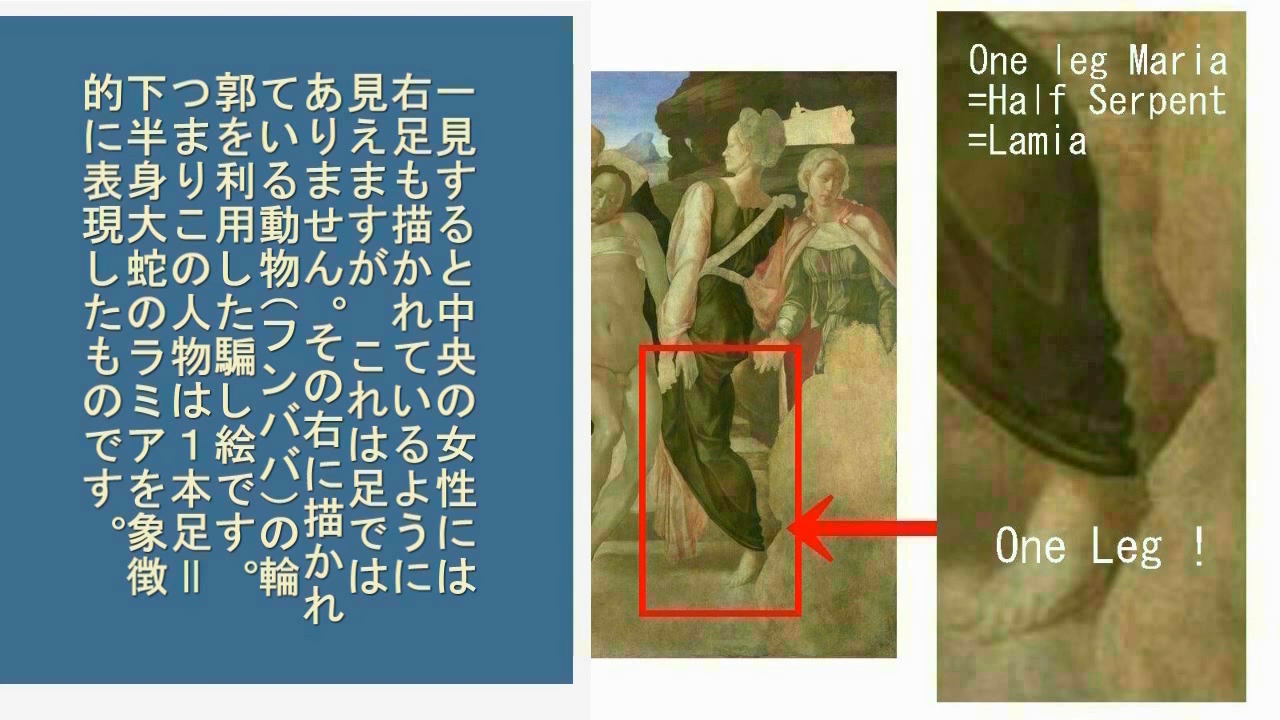 一見すると中央の女性には
右足も描かれているように
見えますが　これは足では
ありません。その右に描かれ
ている動物（フンババ）の輪
郭を利用した騙し絵です。
つまりこの人物は１本足＝
下半身大蛇のラミアを象徴
的に表現したものです。
One leg Maria
=Half Serpent
=Lamia
One Leg !